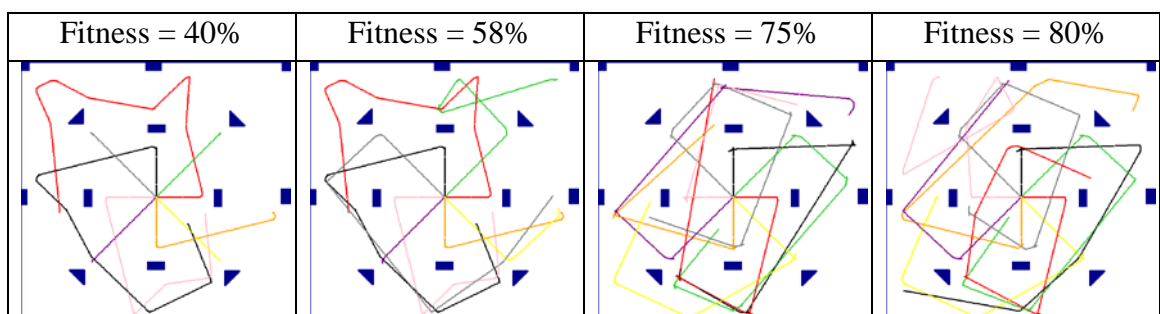 Fitness = 40% Fitness = 58% Fitness = 75% Fitness = 80%